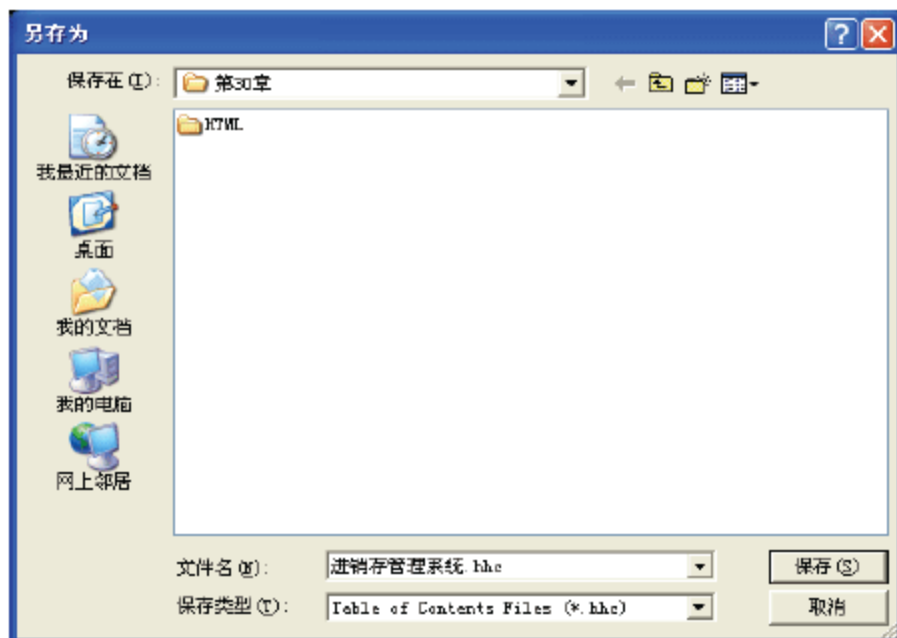 另存为
保存在(I):
第30章
HTML
我最近的文档
桌面
我的文档
我的电脑
网上邻居
文件名(N):
进销存管理系统.hhc
保存(S)
保存类型(T):
Table of Contents Files (*.hhc)
取消